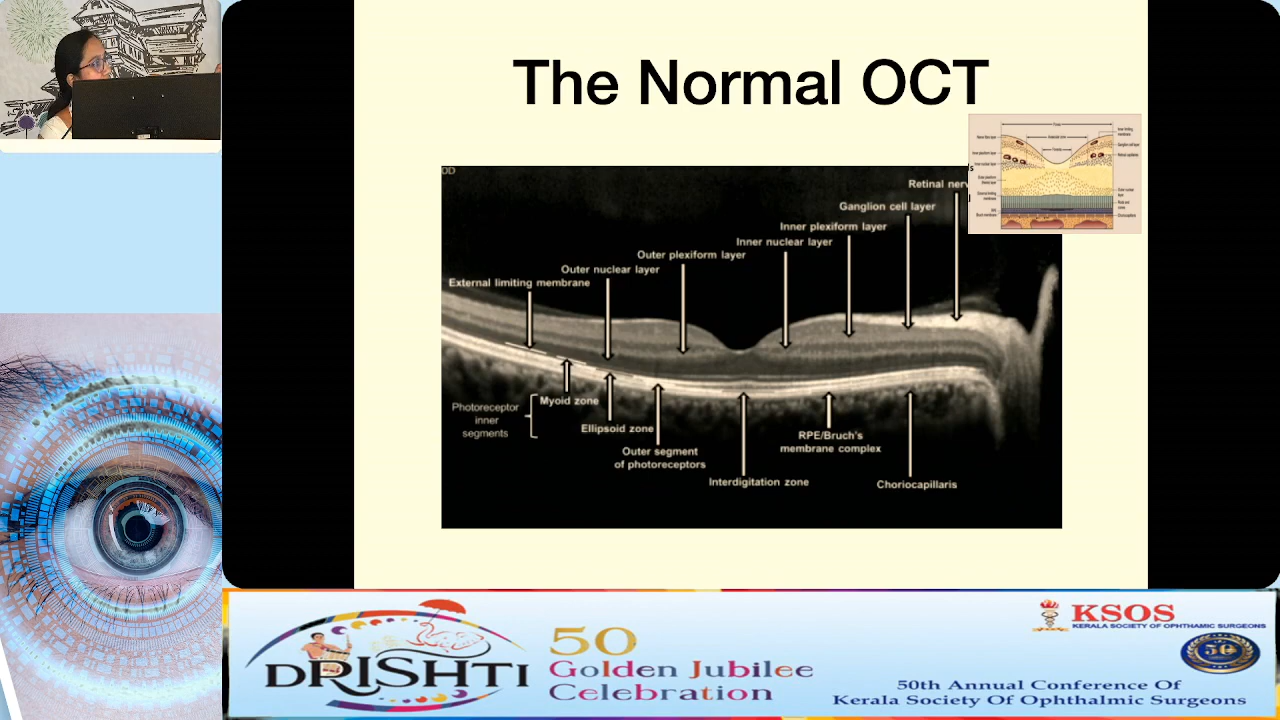 The Normal OCT
OD
Retinal nerv
Ganglion cell layer
Inner plexiform layer
Inner nuclear layer
Outer plexiform layer
Outer nuclear layer
External limiting membrane
Photoreceptor
inner
segments
Myoid zone
Ellipsoid zone
Outer segment
of photoreceptors
Interdigitation zone
RPE/Bruch's
membrane complex
Choriocapillaris
DRISHTI
50
Golden Jubilee
Celebration
KSOS
KERALA SOCIETY OF OPHTHAMIC SURGEONS
50
50th Annual Conference Of
Kerala Society Of Ophthalmic Surgeons